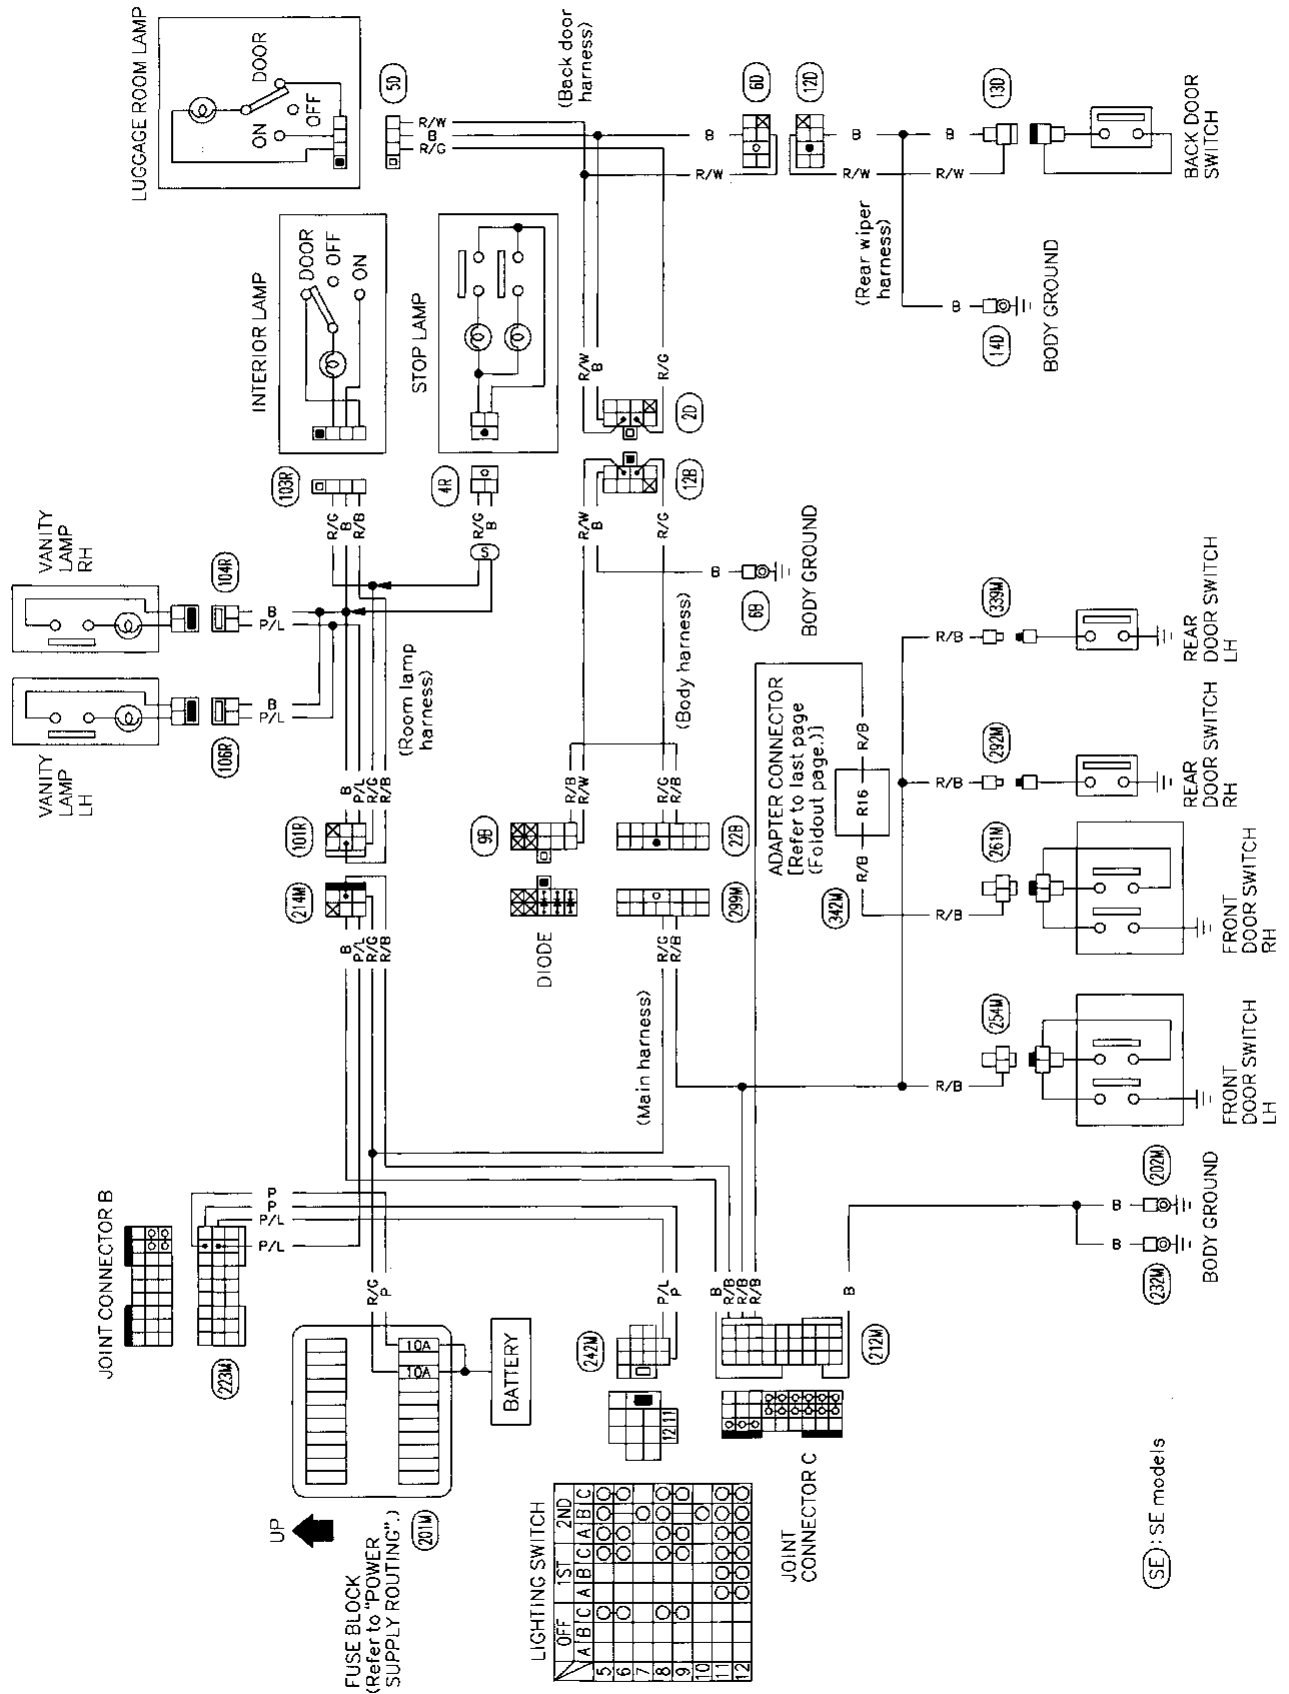 LUGGAGE ROOM LAMP
DOOR
OFF
ON
5D
R/W
B
R/G
(Back door
harness)
B
R/W
6D
12D
B
R/W
B
R/W
13D
BACK DOOR
SWITCH
(Rear wiper
harness)
B
14D
BODY GROUND
INTERIOR LAMP
DOOR
OFF
ON
103R
R/G
B
R/B
STOP LAMP
4R
R/G
B
S
R/W
B
R/G
2D
12B
R/W
B
R/G
B
6B
BODY GROUND
VANITY
LAMP
RH
104R
B
P/L
VANITY
LAMP
LH
106R
B
P/L
(Room lamp
harness)
(Body harness)
B
P/L
R/G
R/B
101R
214M
B
P/L
R/G
R/B
R/B
R/W
9B
DIODE
R/G
R/B
22B
299M
R/G
R/B
(Main harness)
ADAPTER CONNECTOR
[Refer to last page
(Foldout page.)]
R/B
R16
R/B
342M
R/B
339M
REAR
DOOR SWITCH
LH
R/B
292M
REAR
DOOR SWITCH
RH
R/B
261M
FRONT
DOOR SWITCH
RH
R/B
254M
FRONT
DOOR SWITCH
LH
JOINT CONNECTOR B
223M
P
P
P/L
P/L
R/G
P
10A
10A
BATTERY
UP
201M
FUSE BLOCK
(Refer to "POWER
SUPPLY ROUTING".)
P/L
P
242M
12 11
B
R/B
R/B
R/B
B
212M
JOINT
CONNECTOR C
B
202M
B
232M
BODY GROUND
LIGHTING SWITCH
OFF 1ST 2ND
A B C A B C A B C
5
6
7
8
9
10
11
12
SE : SE models